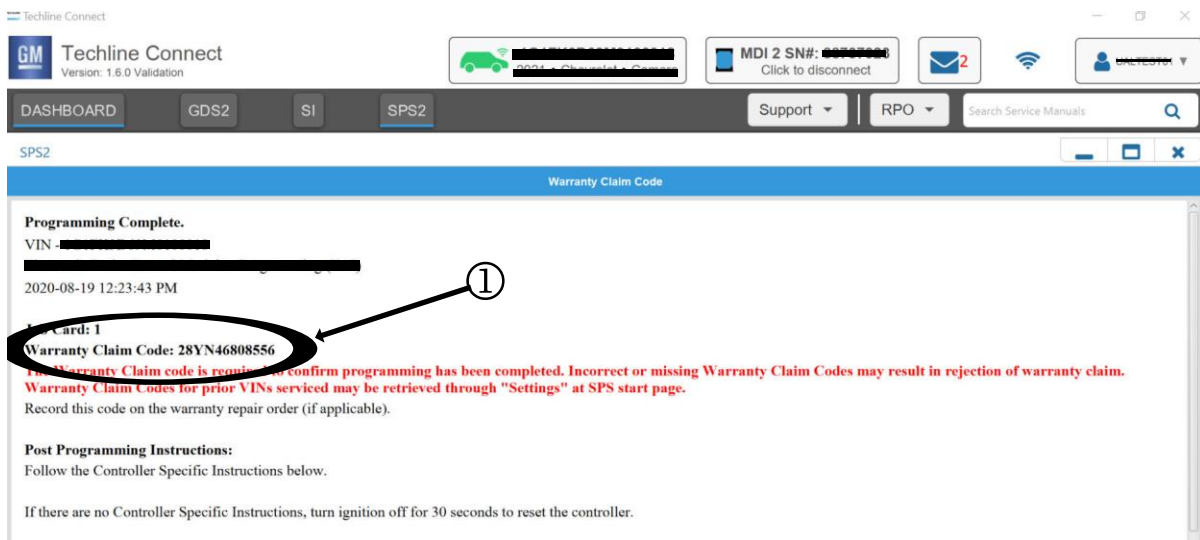 Techline Connect
GM
Techline Connect
Version: 1.6.0 Validation
2021 • Chevrolet • Camaro
MDI 2 SN#:
Click to disconnect
2
DASHBOARD
GDS2
SI
SPS2
Support
RPO
Search Service Manuals
SPS2
Warranty Claim Code
Programming Complete.
VIN -
2020-08-19 12:23:43 PM
1
Job Card: 1
Warranty Claim Code: 28YN46808556
The Warranty Claim code is required to confirm programming has been completed. Incorrect or missing Warranty Claim Codes may result in rejection of warranty claim.
Warranty Claim Codes for prior VINs serviced may be retrieved through "Settings" at SPS start page.
Record this code on the warranty repair order (if applicable).
Post Programming Instructions:
Follow the Controller Specific Instructions below.
If there are no Controller Specific Instructions, turn ignition off for 30 seconds to reset the controller.